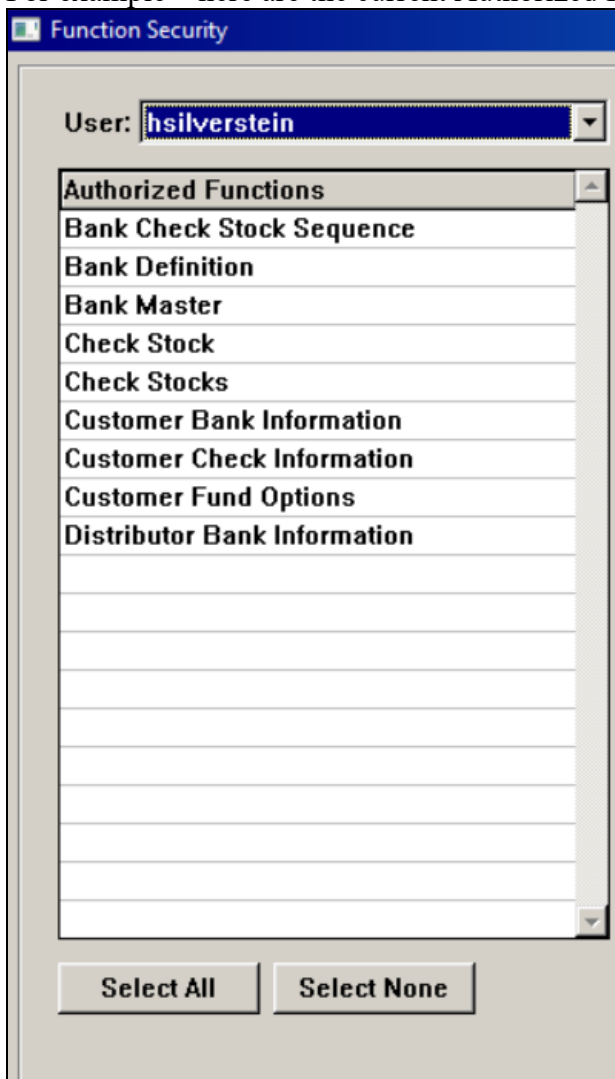 Function Security
User: hsilverstein
Authorized Functions
Bank Check Stock Sequence
Bank Definition
Bank Master
Check Stock
Check Stocks
Customer Bank Information
Customer Check Information
Customer Fund Options
Distributor Bank Information
Select All Select None